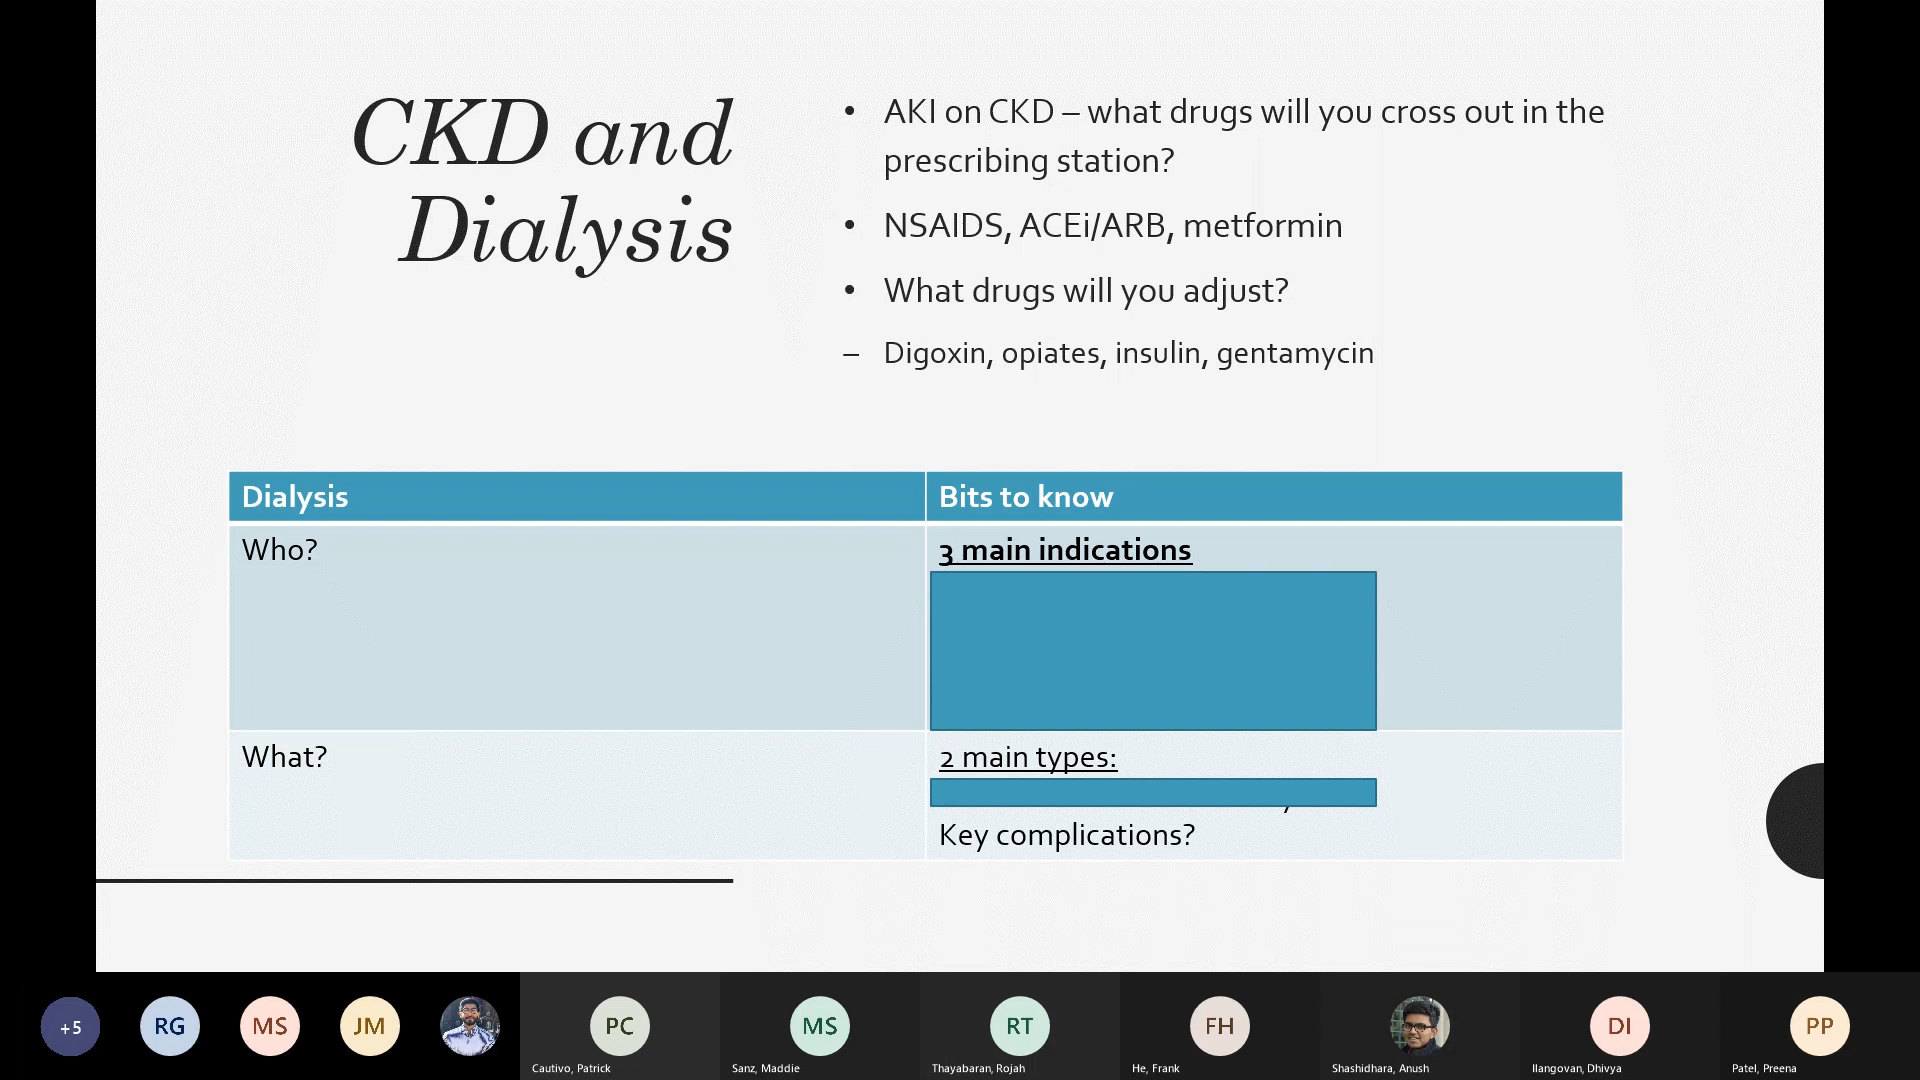 CKD and
Dialysis
• AKI on CKD – what drugs will you cross out in the
prescribing station?
• NSAIDS, ACEi/ARB, metformin
• What drugs will you adjust?
– Digoxin, opiates, insulin, gentamycin
Dialysis
Bits to know
Who?
3 main indications
What?
2 main types:
Key complications?
+5
RG
MS
JM
PC
MS
RT
FH
DI
PP
Cautivo, Patrick
Sanz, Maddie
Thayabaran, Rojah
He, Frank
Shashidhara, Anush
Ilangovan, Dhivya
Patel, Preena